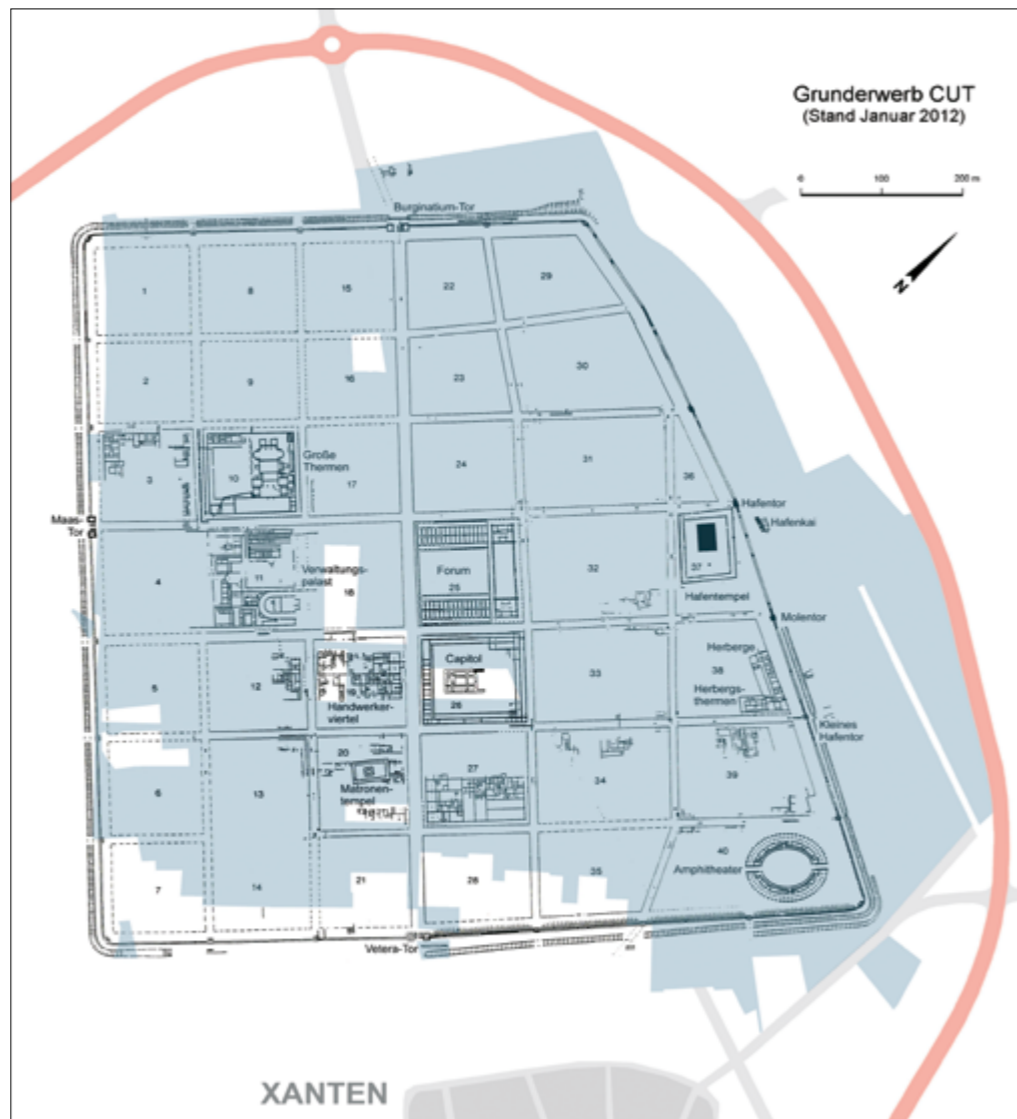 Grunderwerb CUT
(Stand Januar 2012)
0 100 200 m
N
Burginatium-Tor
1
8
15
22
29
2
9
16
23
30
3
10
Große
Thermen
17
24
31
36
Maas-
Tor
Hafentor
Hafenkai
4
11
Verwaltungs-
palast
18
Forum
25
32
37
Hafentempel
Molentor
5
12
19
Handwerker-
viertel
Capitol
26
33
Herberge
38
Herbergs-
thermen
Kleines
Hafentor
6
13
20
Matronen-
tempel
27
34
39
7
14
21
28
35
40
Amphitheater
Vetera-Tor
XANTEN